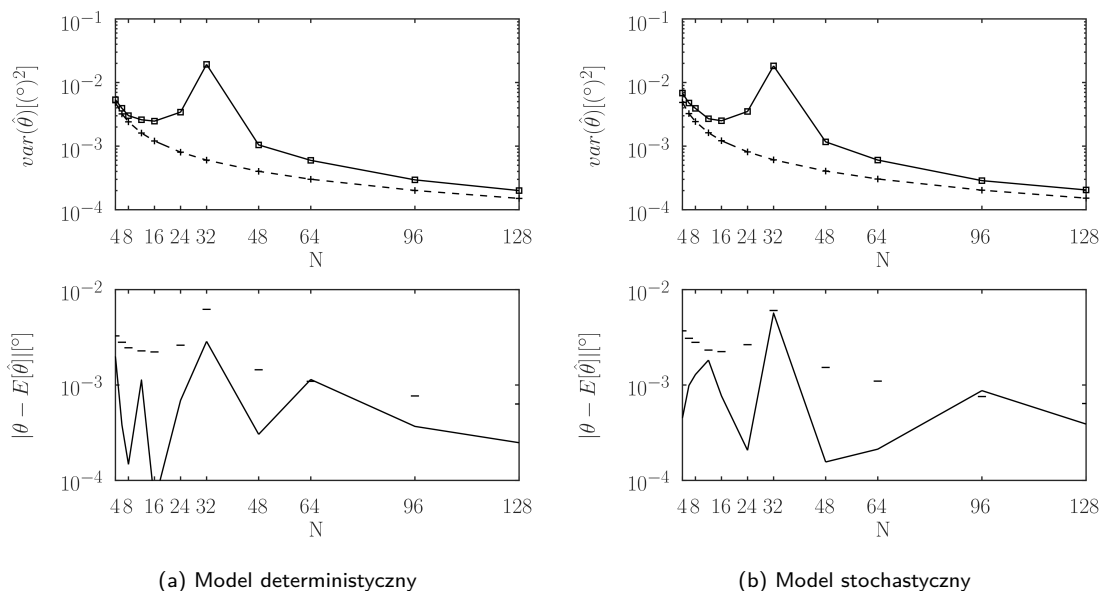 10⁻¹
10⁻²
10⁻³
10⁻⁴
var(θ̂)[(°)²]
4 8 16 24 32 48 64 96 128
N
10⁻¹
10⁻²
10⁻³
10⁻⁴
var(θ̂)[(°)²]
4 8 16 24 32 48 64 96 128
N
10⁻²
10⁻³
10⁻⁴
|θ − E[θ̂]|[°]
4 8 16 24 32 48 64 96 128
N
(a) Model deterministyczny
10⁻²
10⁻³
10⁻⁴
|θ − E[θ̂]|[°]
4 8 16 24 32 48 64 96 128
N
(b) Model stochastyczny